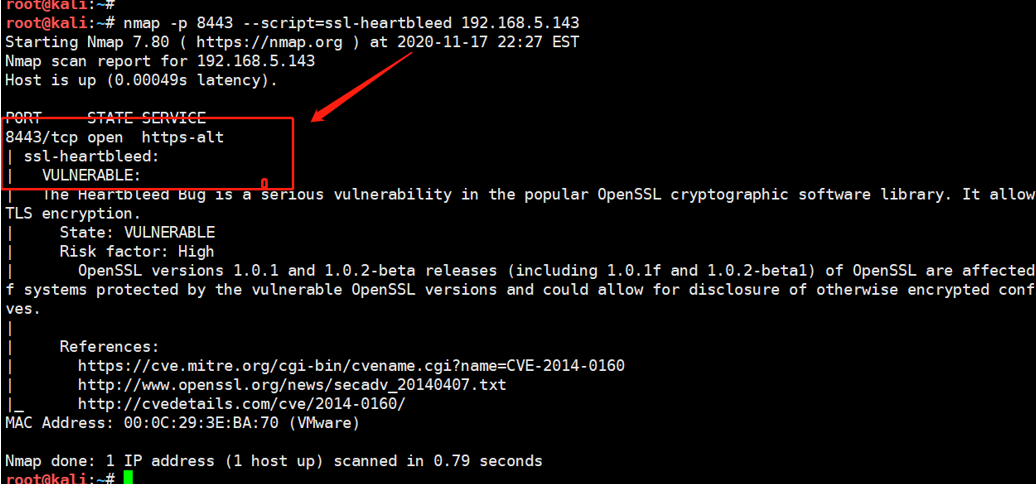 root@kali:~#
root@kali:~# nmap -p 8443 --script=ssl-heartbleed 192.168.5.143
Starting Nmap 7.80 ( https://nmap.org ) at 2020-11-17 22:27 EST
Nmap scan report for 192.168.5.143
Host is up (0.00049s latency).
PORT     STATE SERVICE
8443/tcp open  https-alt
| ssl-heartbleed:
|   VULNERABLE:
|   The Heartbleed Bug is a serious vulnerability in the popular OpenSSL cryptographic software library. It allow
TLS encryption.
|     State: VULNERABLE
|     Risk factor: High
|       OpenSSL versions 1.0.1 and 1.0.2-beta releases (including 1.0.1f and 1.0.2-beta1) of OpenSSL are affected
f systems protected by the vulnerable OpenSSL versions and could allow for disclosure of otherwise encrypted conf
ves.
|
|     References:
|       https://cve.mitre.org/cgi-bin/cvename.cgi?name=CVE-2014-0160
|       http://www.openssl.org/news/secadv_20140407.txt
|_      http://cvedetails.com/cve/2014-0160/
MAC Address: 00:0C:29:3E:BA:70 (VMware)
Nmap done: 1 IP address (1 host up) scanned in 0.79 seconds
root@kali:~#